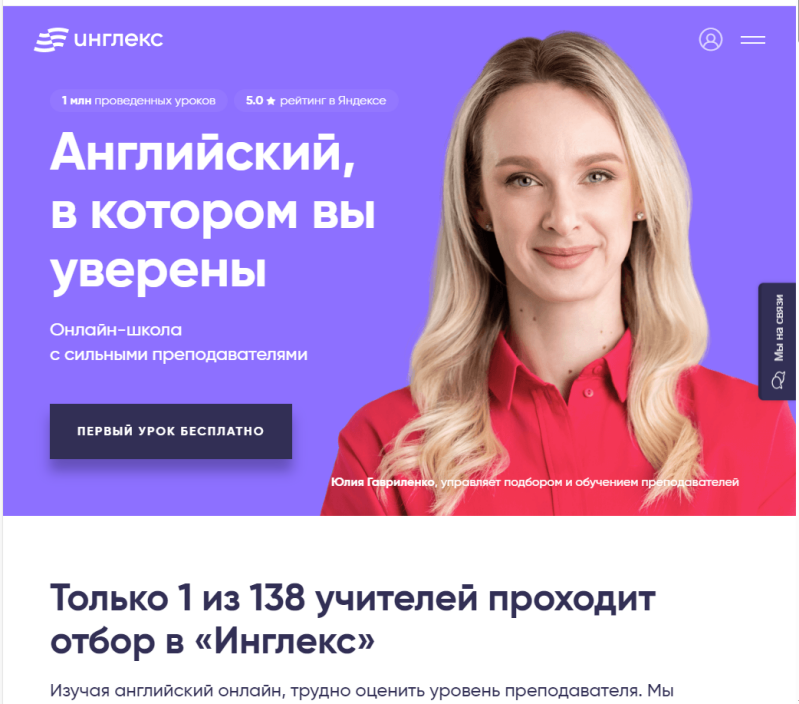 инглекс
1 млн проведенных уроков
5.0 ★ рейтинг в Яндексе
Английский,
в котором вы
уверены
Онлайн-школа
с сильными преподавателями
ПЕРВЫЙ УРОК БЕСПЛАТНО
Мы на связи
Юлия Гавриленко, управляет подбором и обучением преподавателей
Только 1 из 138 учителей проходит
отбор в «Инглекс»
Изучая английский онлайн, трудно оценить уровень преподавателя. Мы